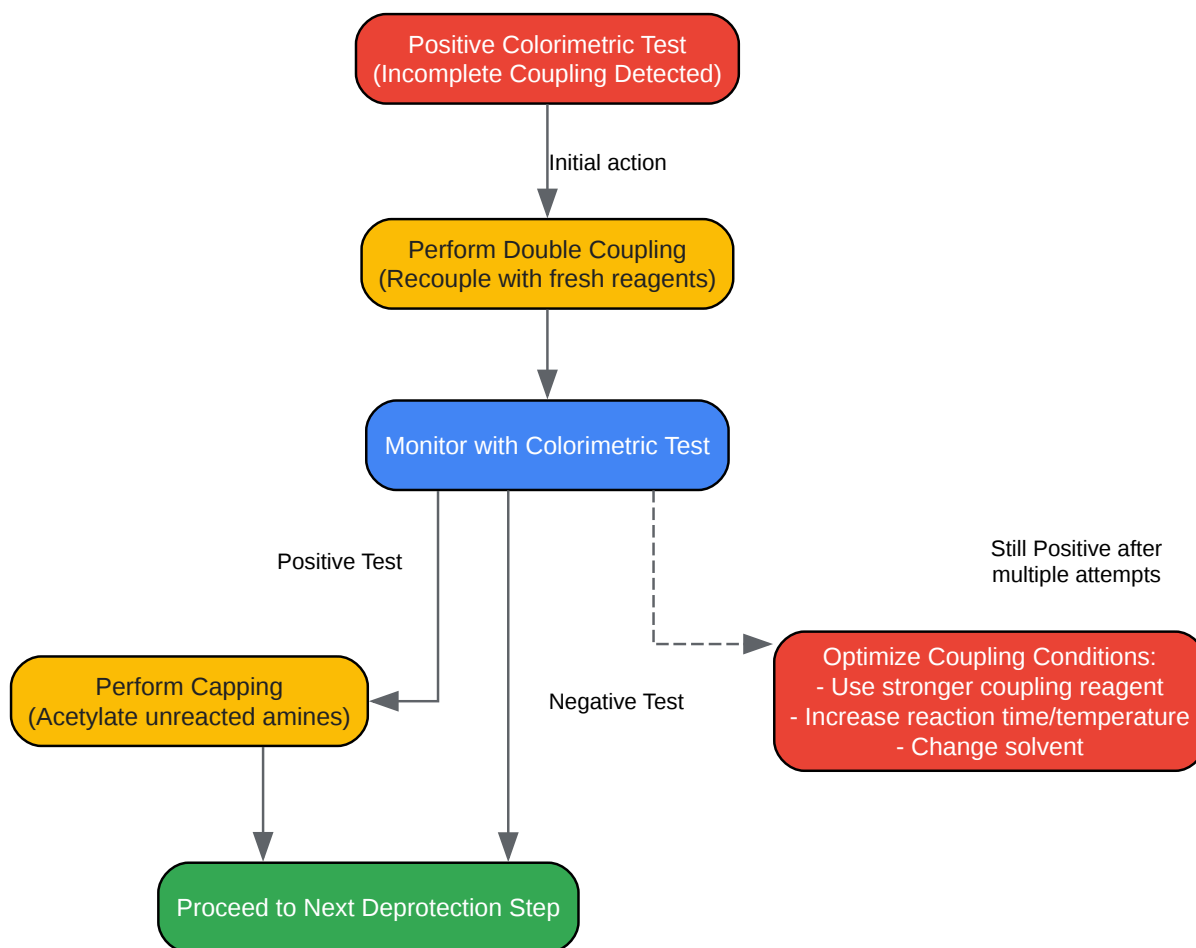 Positive Colorimetric Test
(Incomplete Coupling Detected)
Initial action
Perform Double Coupling
(Recouple with fresh reagents)
Monitor with Colorimetric Test
Positive Test
Still Positive after
multiple attempts
Perform Capping
(Acetylate unreacted amines)
Negative Test
Optimize Coupling Conditions:
- Use stronger coupling reagent
- Increase reaction time/temperature
- Change solvent
Proceed to Next Deprotection Step